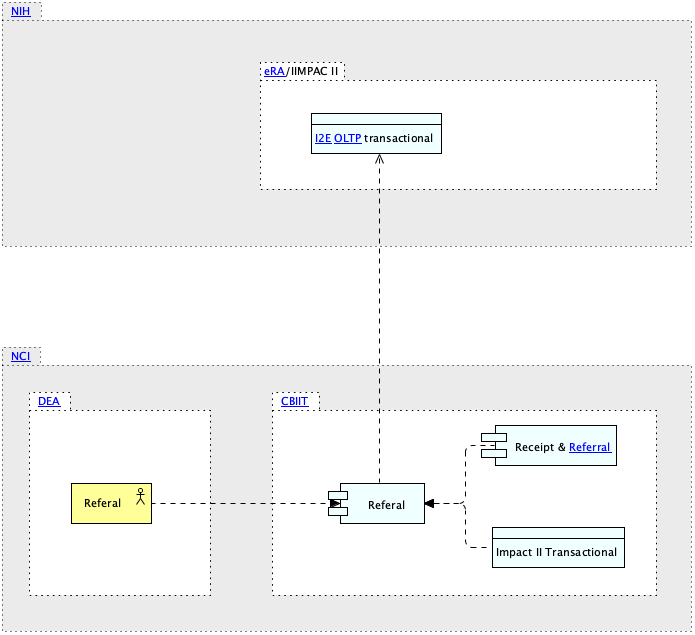 NIH
eRA/IIMPAC II
I2E OLTP transactional
NCI
DEA
CBIIT
Receipt & Referral
Referal
Referal
Impact II Transactional